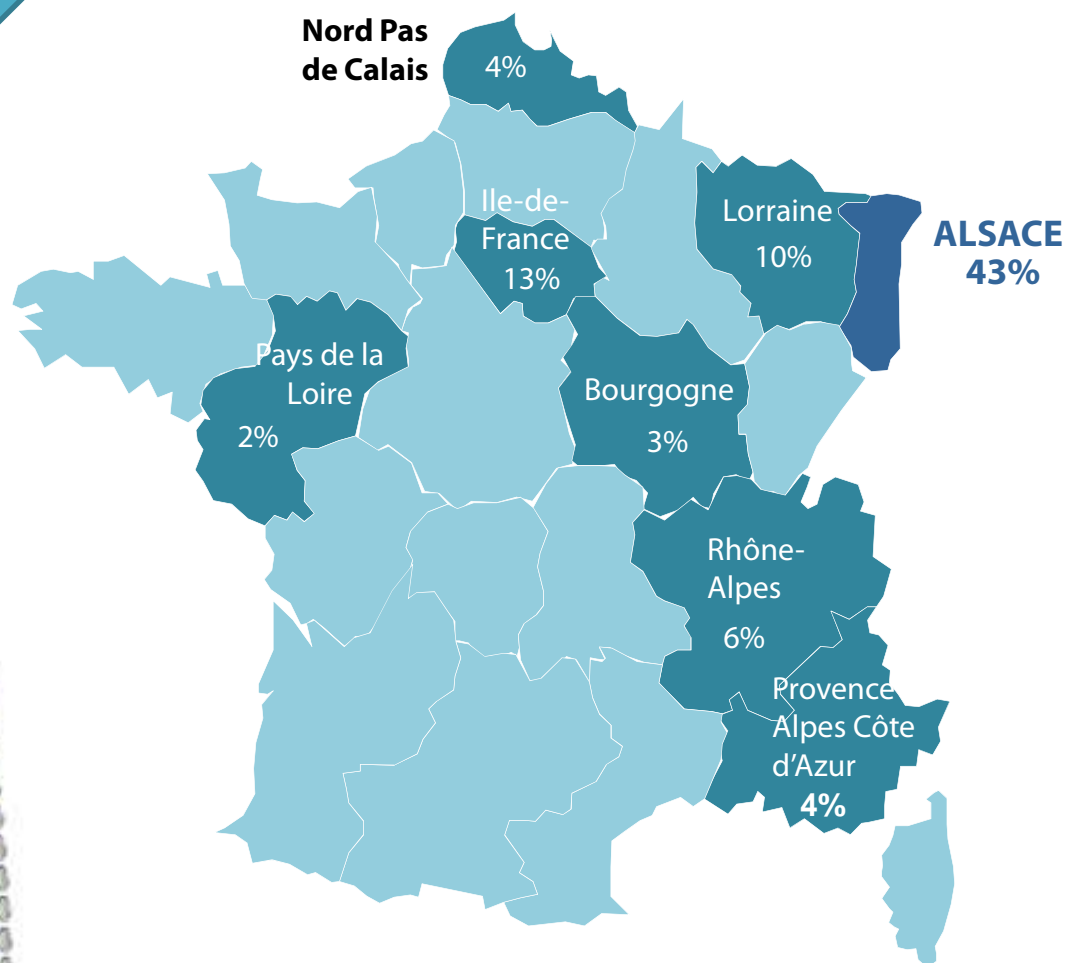 Nord Pas
de Calais
4%
Ile-de-
France
13%
Lorraine
10%
ALSACE
43%
Pays de la
Loire
2%
Bourgogne
3%
Rhône-
Alpes
6%
Provence
Alpes Côte
d'Azur
4%